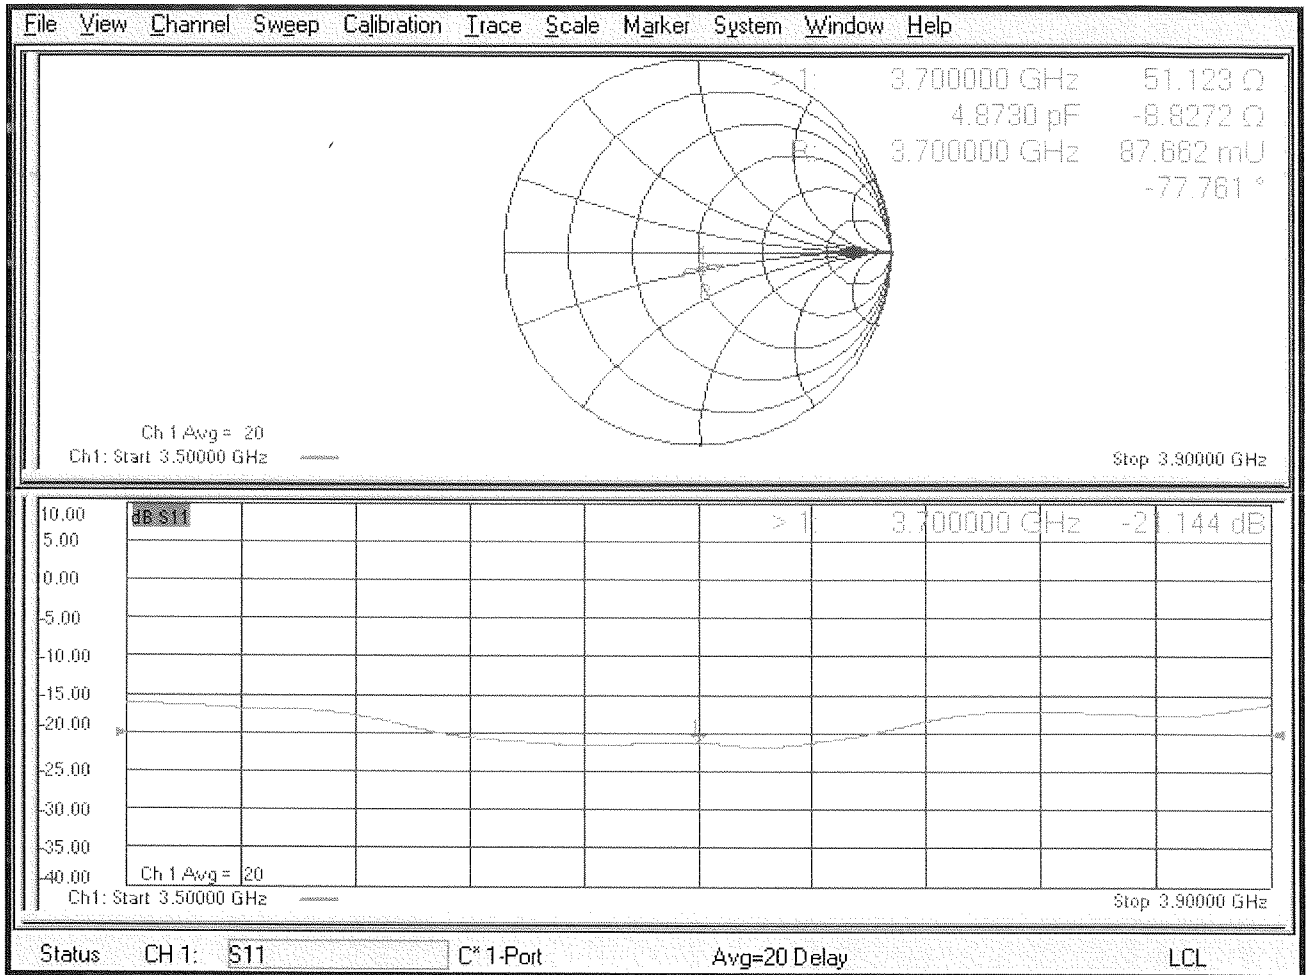 File View Channel Sweep Calibration Trace Scale Marker System Window Help
> 1: 3.700000 GHz 51.123 Ω
4.8730 pF -8.8272 Ω
R: 3.700000 GHz 87.662 mU
-77.761 °
Ch 1 Avg = 20
Ch1: Start 3.50000 GHz
Stop 3.90000 GHz
10.00
dB S11
> 1: 3.700000 GHz -21.144 dB
5.00
0.00
-5.00
-10.00
-15.00
-20.00
1
-25.00
-30.00
-35.00
-40.00
Ch 1 Avg = 20
Ch1: Start 3.50000 GHz
Stop 3.90000 GHz
Status CH 1: S11 C* 1-Port Avg=20 Delay LCL